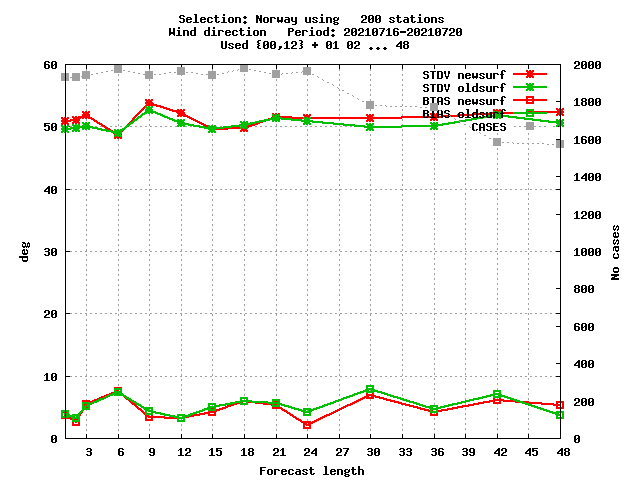 Selection: Norway using   200 stations
Wind direction   Period: 20210716-20210720
Used {00,12} + 01 02 ... 48
60 2000
STDV newsurf
STDV oldsurf
BIAS newsurf
BIAS oldsurf
CASES
1800
50 1600
1400
40
1200
deg
No cases
30 1000
800
20
600
400
10
200
0 0
3 6 9 12 15 18 21 24 27 30 33 36 39 42 45 48
Forecast length